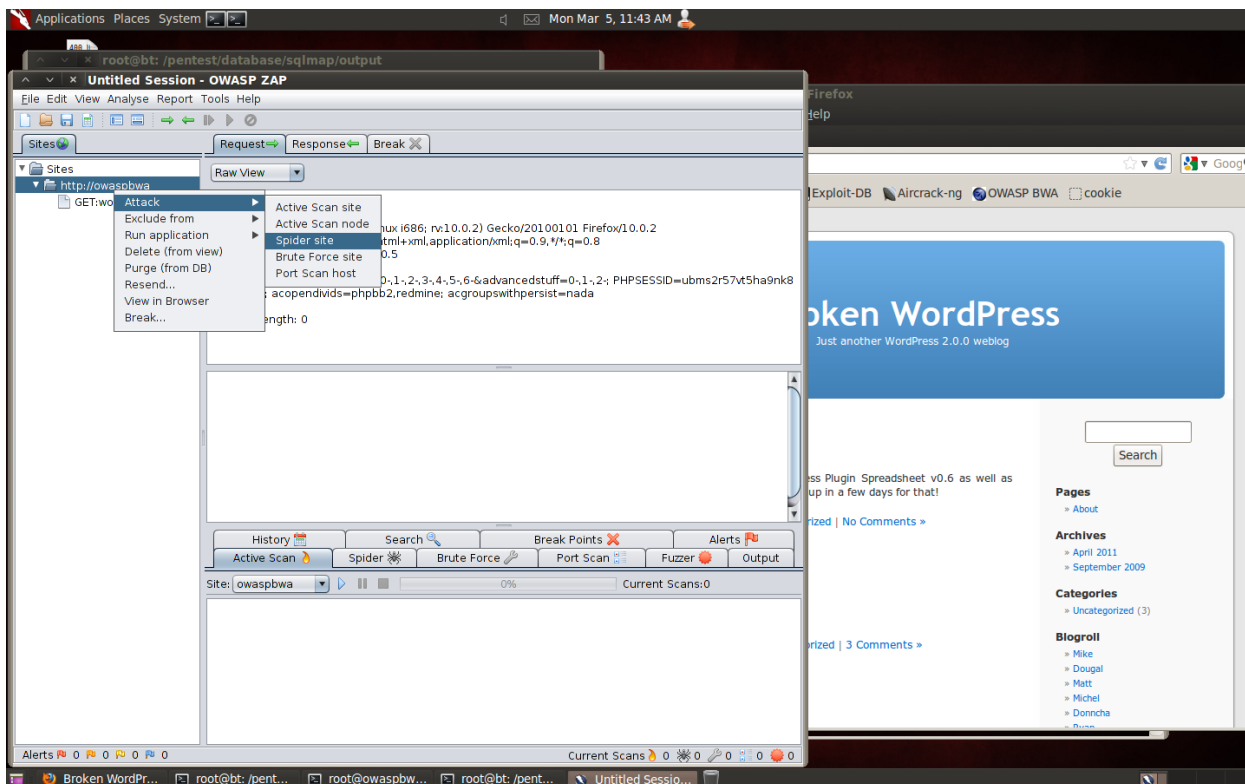 Applications Places System
Mon Mar 5, 11:43 AM
root@bt: /pentest/database/sqlmap/output
Untitled Session - OWASP ZAP
File Edit View Analyse Report Tools Help
Sites
Request
Response
Break
Sites
http://owaspbwa
Raw View
Attack
Exclude from
Run application
Delete (from view)
Purge (from DB)
Resend...
View in Browser
Break...
Active Scan site
Active Scan node
Spider site
Brute Force site
Port Scan host
i686; rv:10.0.2) Gecko/20100101 Firefox/10.0.2
html+xml,application/xml;q=0.9,*/*;q=0.8
0.5
0-,1-,2-,3-,4-,5-,6-&advancedstuff=0-,1-,2-; PHPSESSID=ubms2r57vt5ha9nk8
; acopendivids=phpbb2,redmine; acgroupswithpersist=nada
ength: 0
History
Search
Break Points
Alerts
Active Scan
Spider
Brute Force
Port Scan
Fuzzer
Output
Site: owaspbwa
0%
Current Scans:0
Alerts 0 0 0 0
Current Scans 0 0 0 0 0
Firefox
Help
Goog
Exploit-DB Aircrack-ng OWASP BWA cookie
oken WordPress
Just another WordPress 2.0.0 weblog
ess Plugin Spreadsheet v0.6 as well as
up in a few days for that!
rized | No Comments »
orized | 3 Comments »
Search
Pages
» About
Archives
» April 2011
» September 2009
Categories
» Uncategorized (3)
Blogroll
» Mike
» Dougal
» Matt
» Michel
» Donncha
Broken WordPr...
root@bt: /pent...
root@owaspbw...
root@bt: /pent...
Untitled Sessio...